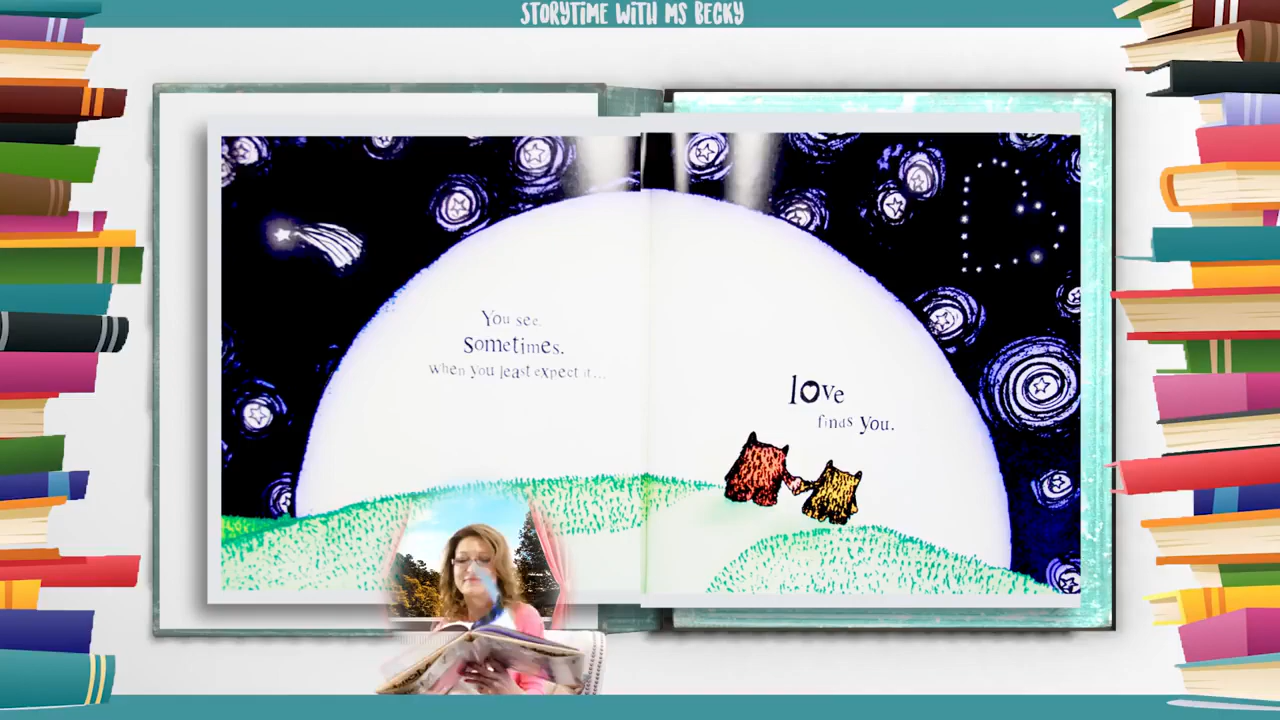 STORYTIME WITH MS BECKY
You see,
sometimes,
when you least expect it...
love
finds you.